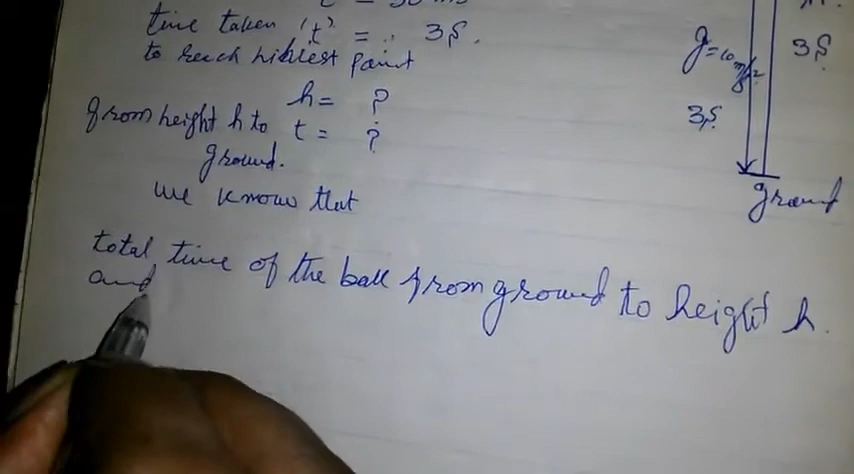 time taken 't' = 3s.
to reach highest point
h = ?
from height h to t = ?
ground.
we know that
total time of the ball from ground to height h.
and
g=10m/s²
3s
3s
ground